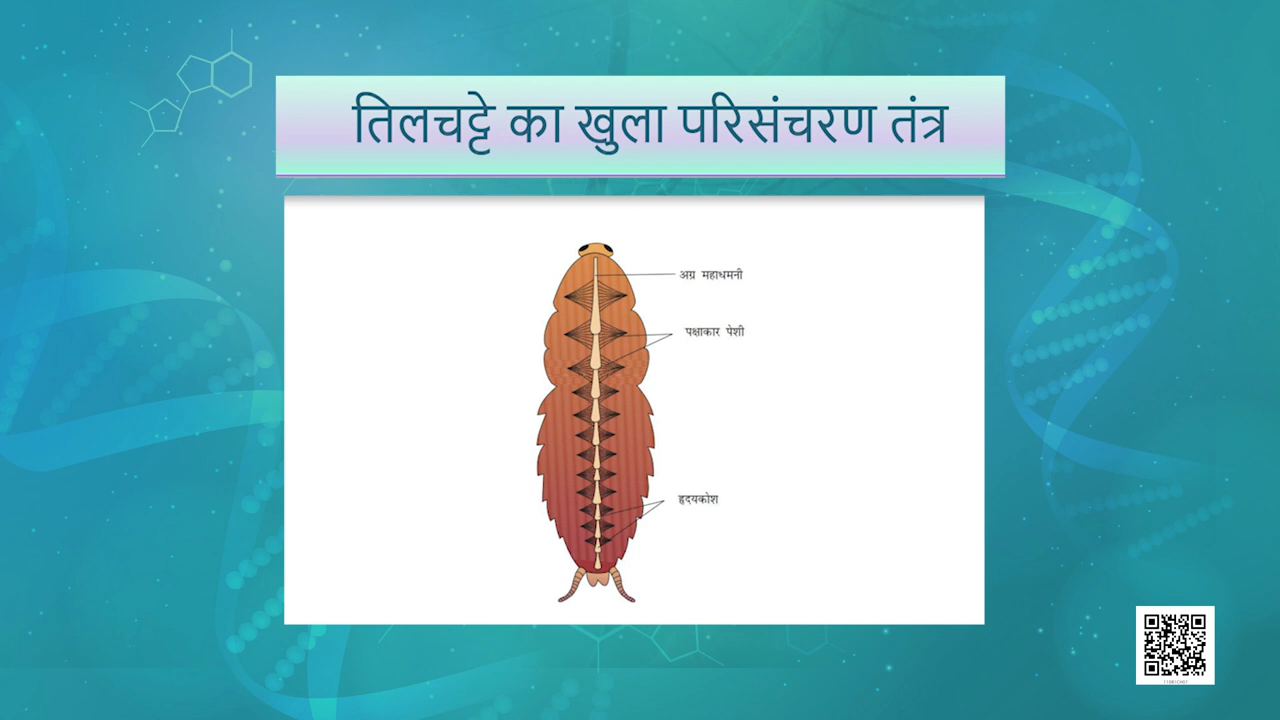 तिलचट्टे का खुला परिसंचरण तंत्र
अग्र महाधमनी
पक्षाकार पेशी
हृदयकोश